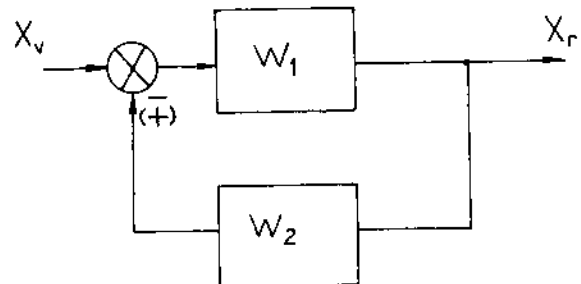 Xᵥ
W₁
Xᵣ
−
(+)
W₂